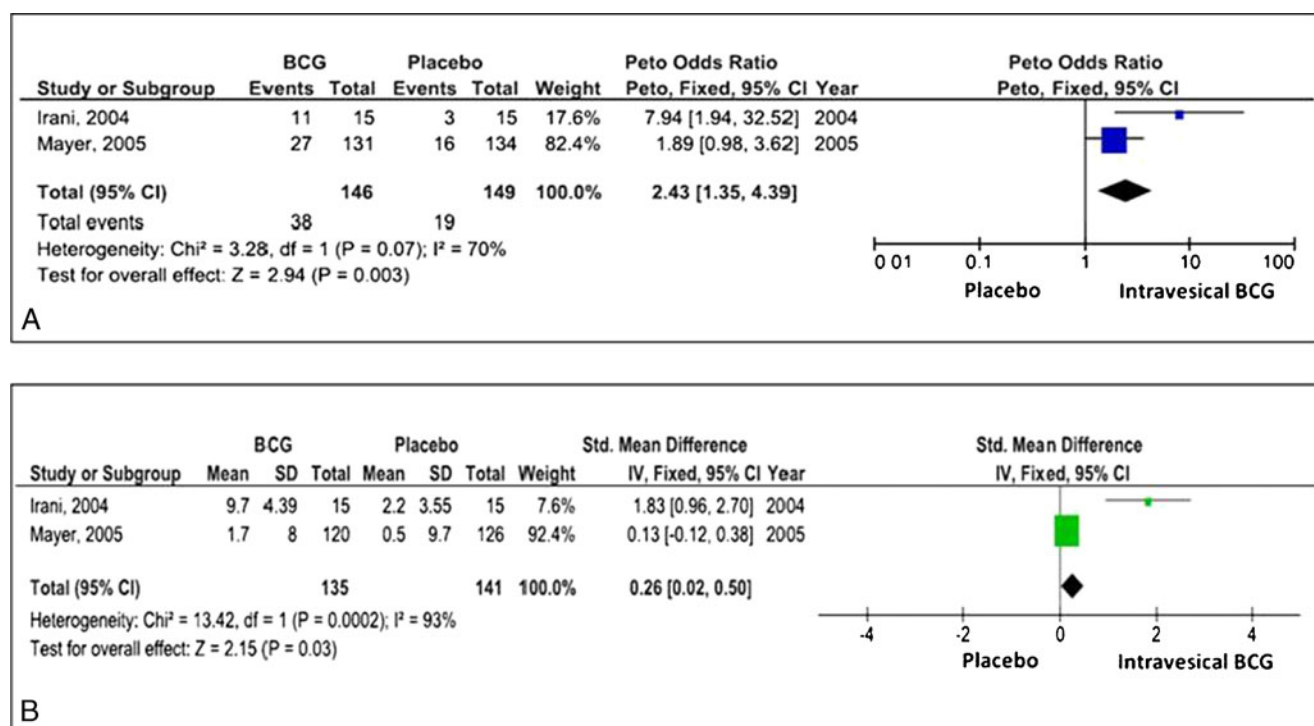 BCG Placebo Peto Odds Ratio Peto Odds Ratio
Study or Subgroup Events Total Events Total Weight Peto, Fixed, 95% CI Year Peto, Fixed, 95% CI
Irani, 2004 11 15 3 15 17.6% 7.94 [1.94, 32.52] 2004
Mayer, 2005 27 131 16 134 82.4% 1.89 [0.98, 3.62] 2005
Total (95% CI) 146 149 100.0% 2.43 [1.35, 4.39]
Total events 38 19
Heterogeneity: Chi² = 3.28, df = 1 (P = 0.07); I² = 70%
Test for overall effect: Z = 2.94 (P = 0.003)
0 01 0.1 1 10 100
Placebo Intravesical BCG
A
BCG Placebo Std. Mean Difference Std. Mean Difference
Study or Subgroup Mean SD Total Mean SD Total Weight IV, Fixed, 95% CI Year IV, Fixed, 95% CI
Irani, 2004 9.7 4.39 15 2.2 3.55 15 7.6% 1.83 [0.96, 2.70] 2004
Mayer, 2005 1.7 8 120 0.5 9.7 126 92.4% 0.13 [-0.12, 0.38] 2005
Total (95% CI) 135 141 100.0% 0.26 [0.02, 0.50]
Heterogeneity: Chi² = 13.42, df = 1 (P = 0.0002); I² = 93%
Test for overall effect: Z = 2.15 (P = 0.03)
-4 -2 0 2 4
Placebo Intravesical BCG
B